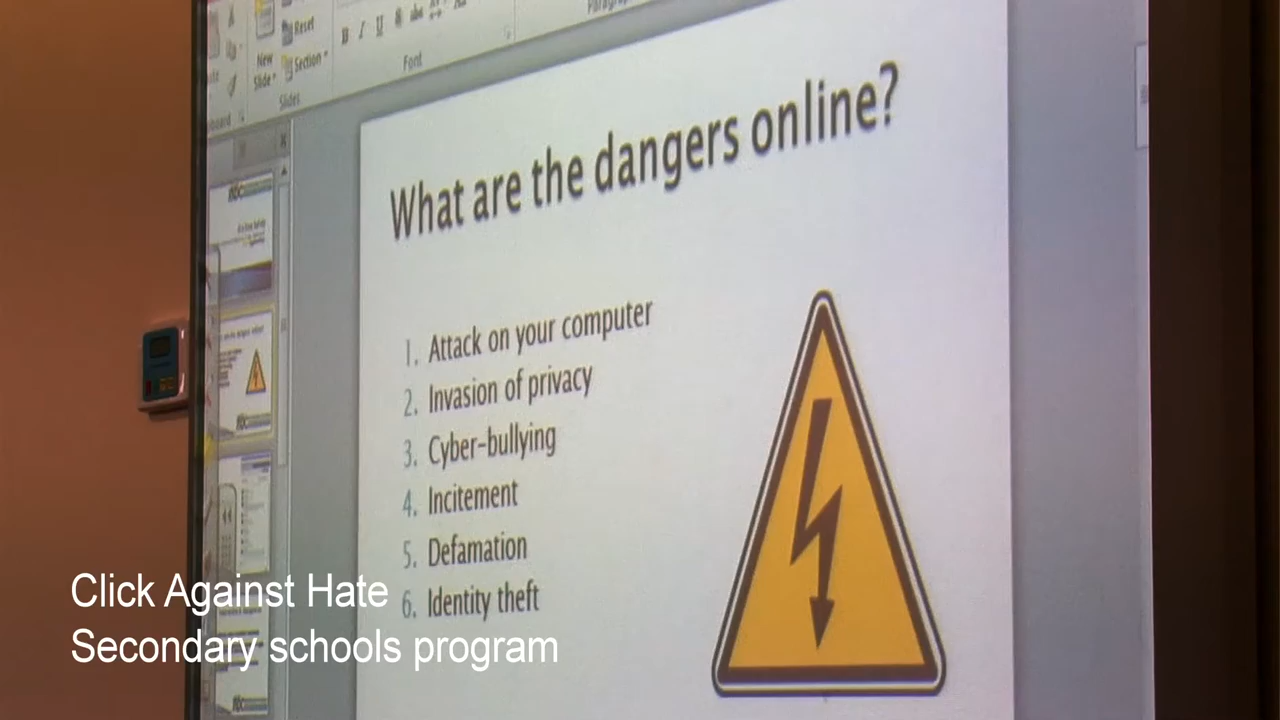 Reset
New
Slide
Section
Slides
B I U abc
Font
What are the dangers online?
1. Attack on your computer
2. Invasion of privacy
3. Cyber-bullying
4. Incitement
5. Defamation
6. Identity theft
Click Against Hate
Secondary schools program